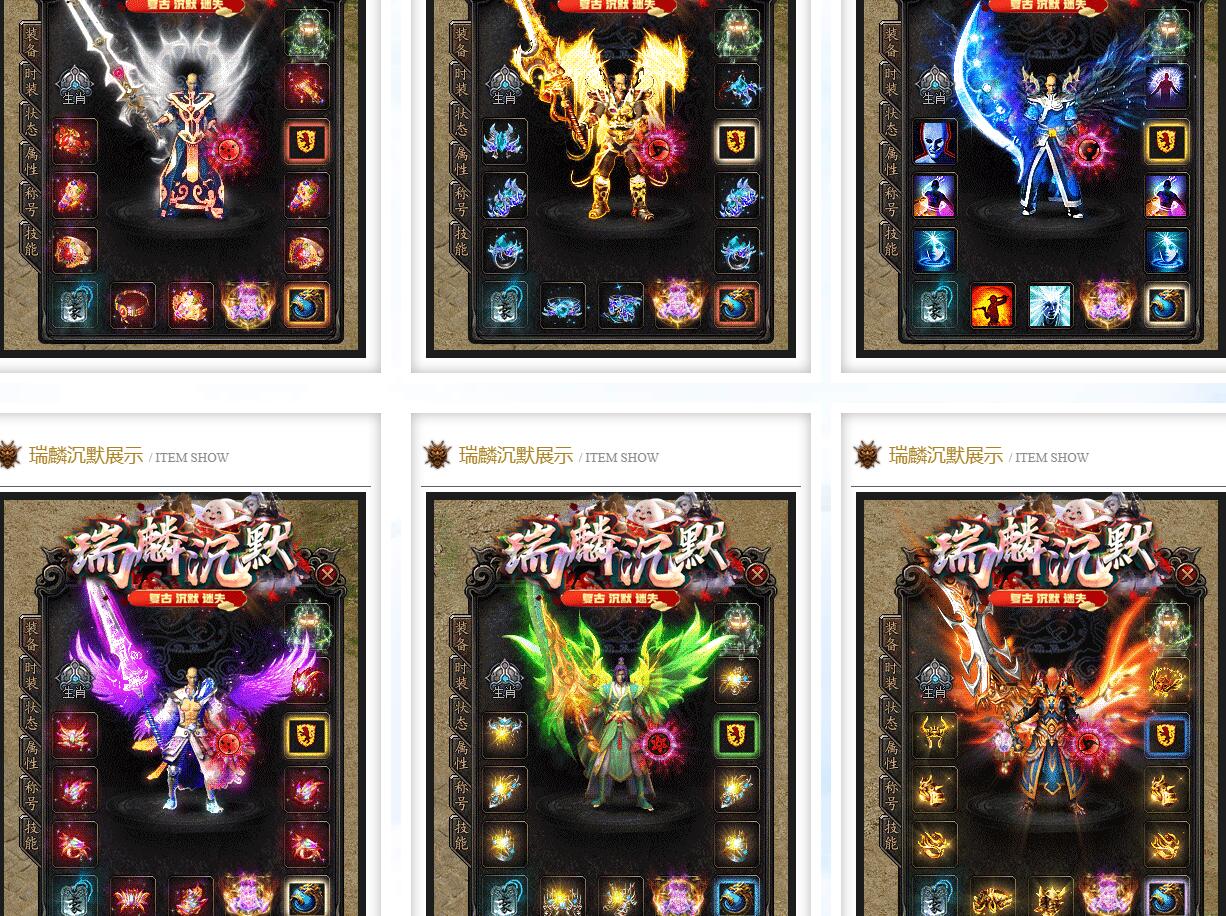 复古 沉默 迷失
装备
时装
状态
属性
称号
技能
生肖
复古 沉默 迷失
装备
时装
状态
属性
称号
技能
生肖
复古 沉默 迷失
装备
时装
状态
属性
称号
技能
生肖
瑞麟沉默展示 / ITEM SHOW
瑞麟沉默展示 / ITEM SHOW
瑞麟沉默展示 / ITEM SHOW
瑞麟沉默
复古 沉默 迷失
装备
时装
状态
属性
称号
技能
生肖
瑞麟沉默
复古 沉默 迷失
装备
时装
状态
属性
称号
技能
生肖
瑞麟沉默
复古 沉默 迷失
装备
时装
状态
属性
称号
技能
生肖